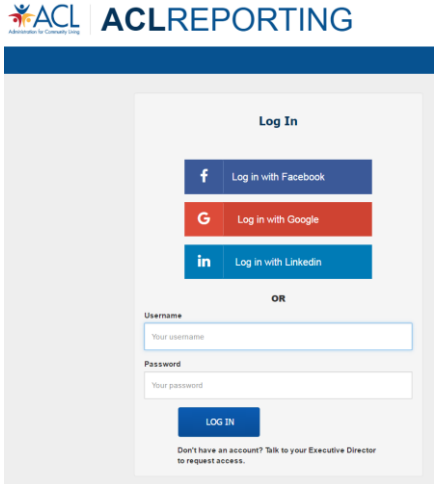 ACL ACLREPORTING
Administration for Community Living
Log In
f Log in with Facebook
G Log in with Google
in Log in with Linkedin
OR
Username
Your username
Password
Your password
LOG IN
Don't have an account? Talk to your Executive Director
to request access.